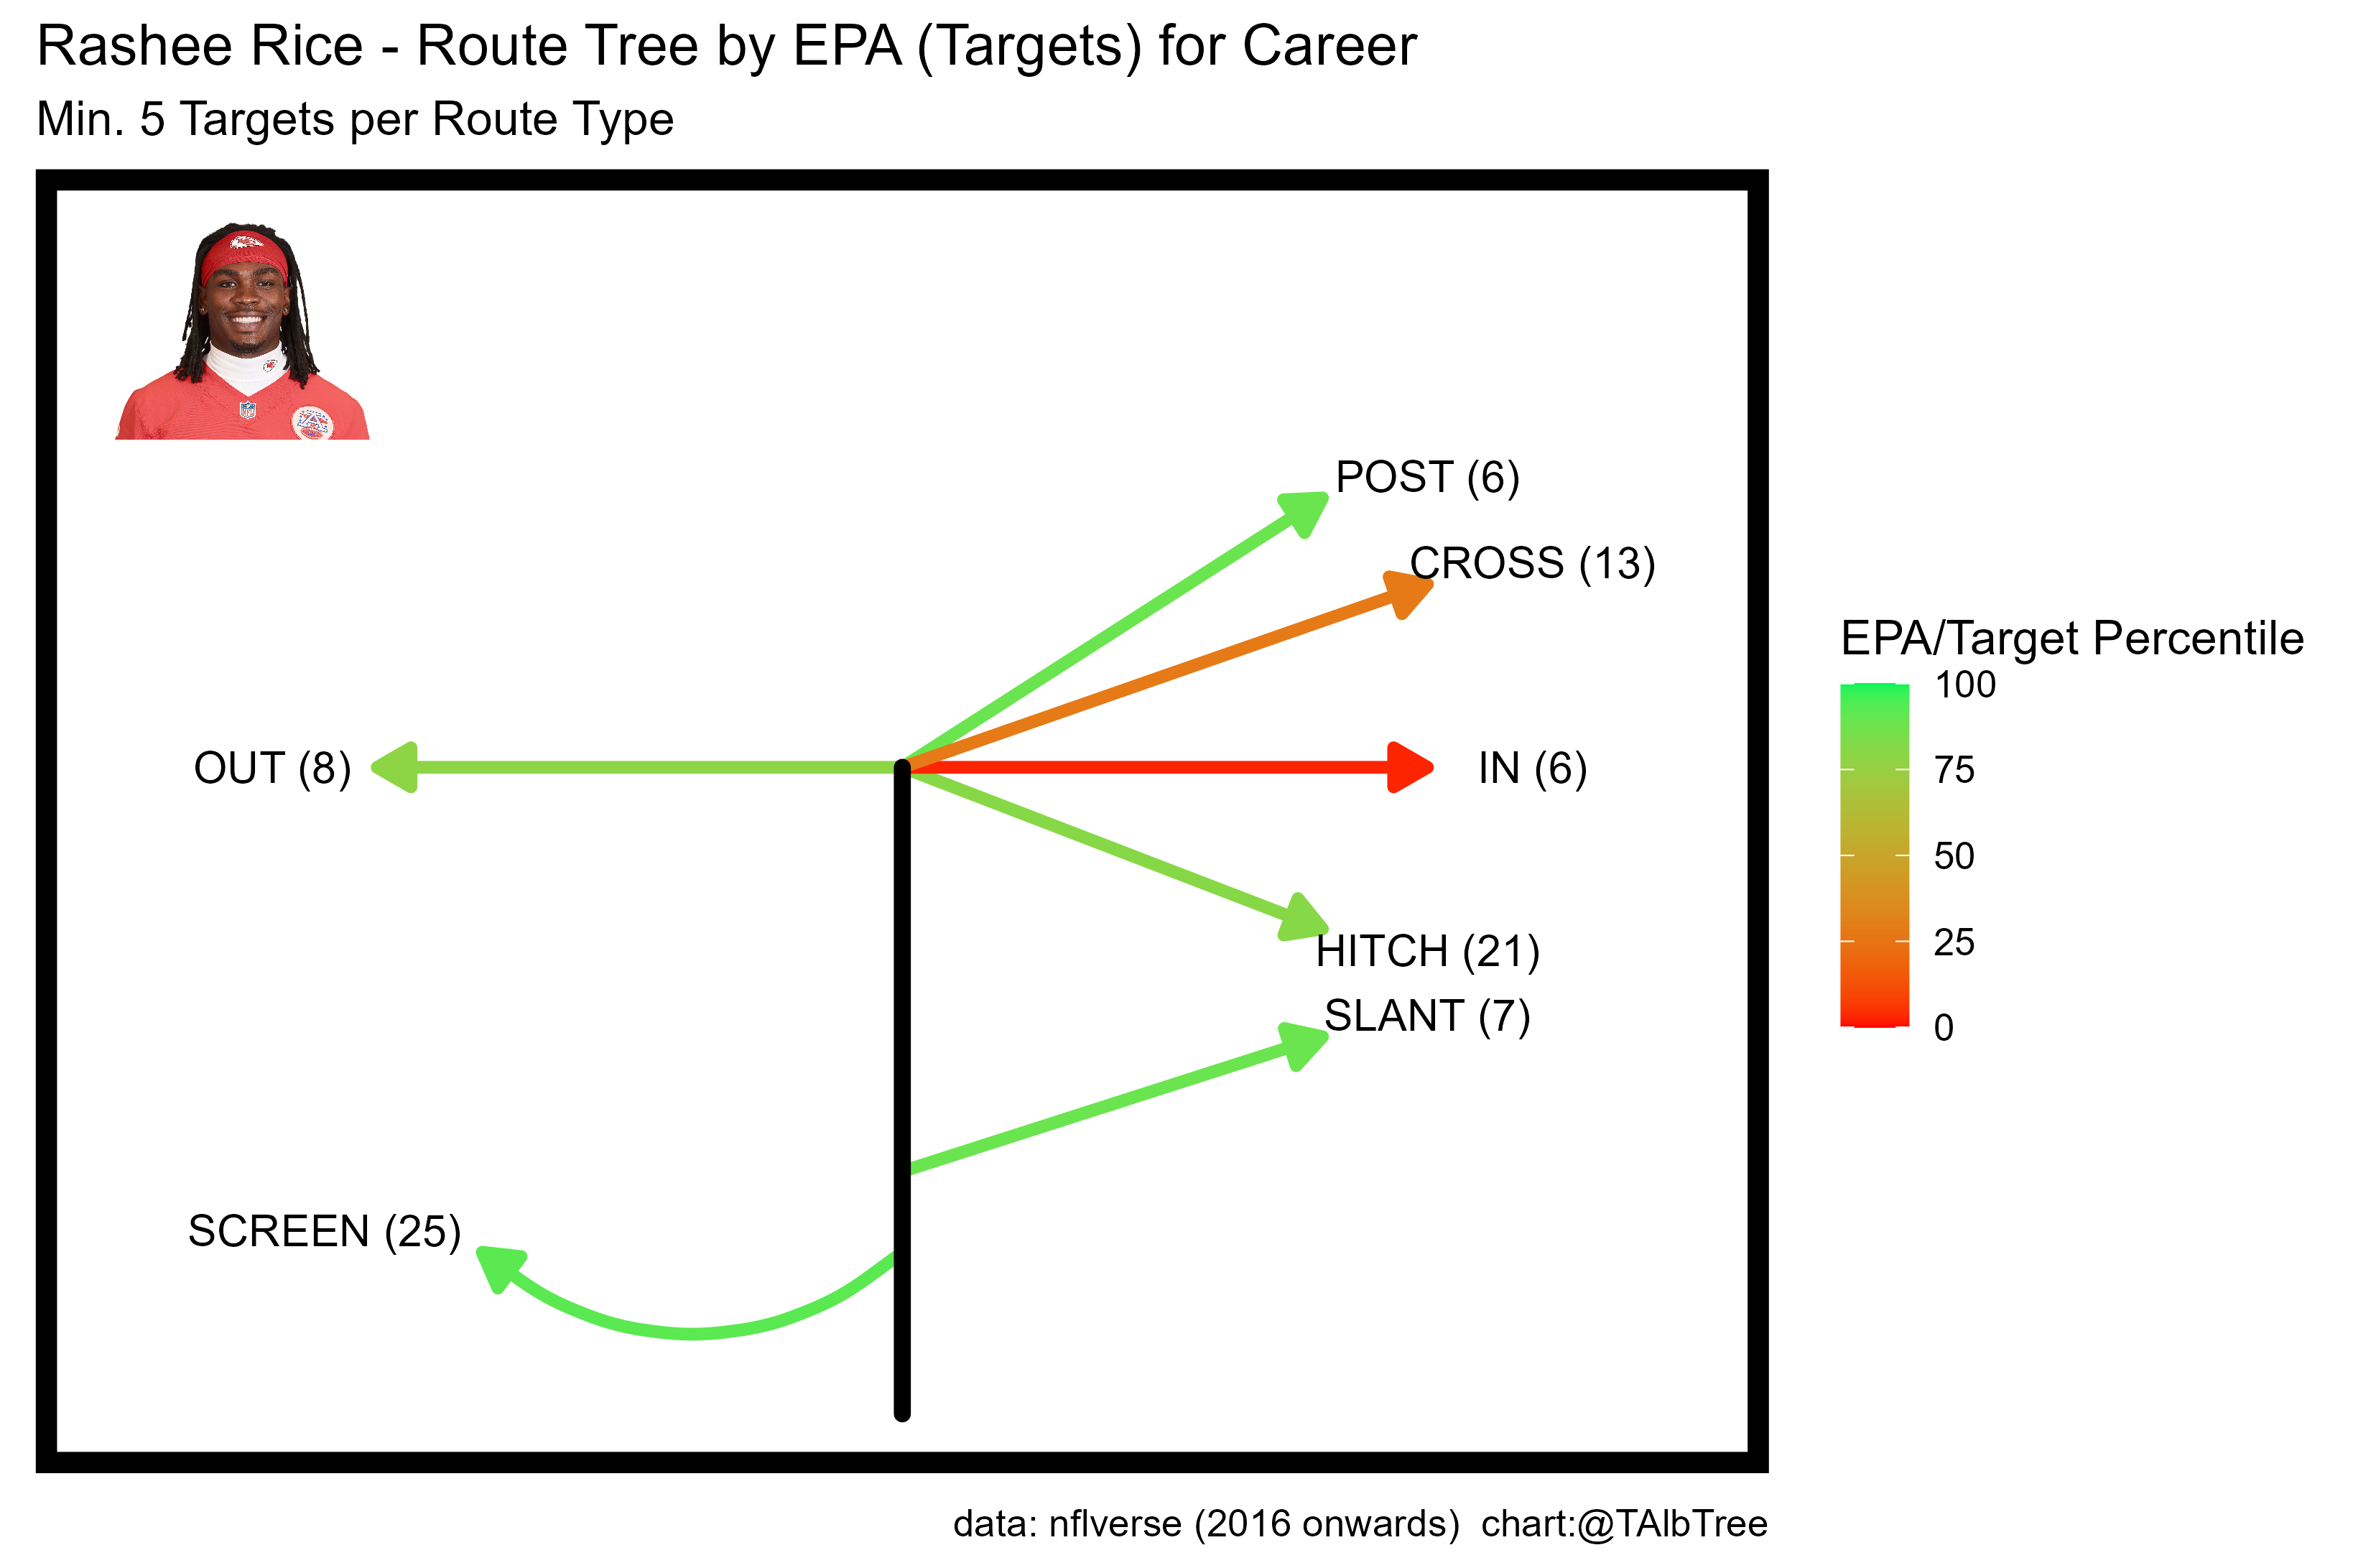 Rashee Rice - Route Tree by EPA (Targets) for Career
Min. 5 Targets per Route Type
POST (6)
CROSS (13)
OUT (8)
IN (6)
HITCH (21)
SLANT (7)
SCREEN (25)
EPA/Target Percentile
100
75
50
25
0
data: nflverse (2016 onwards)  chart:@TAlbTree